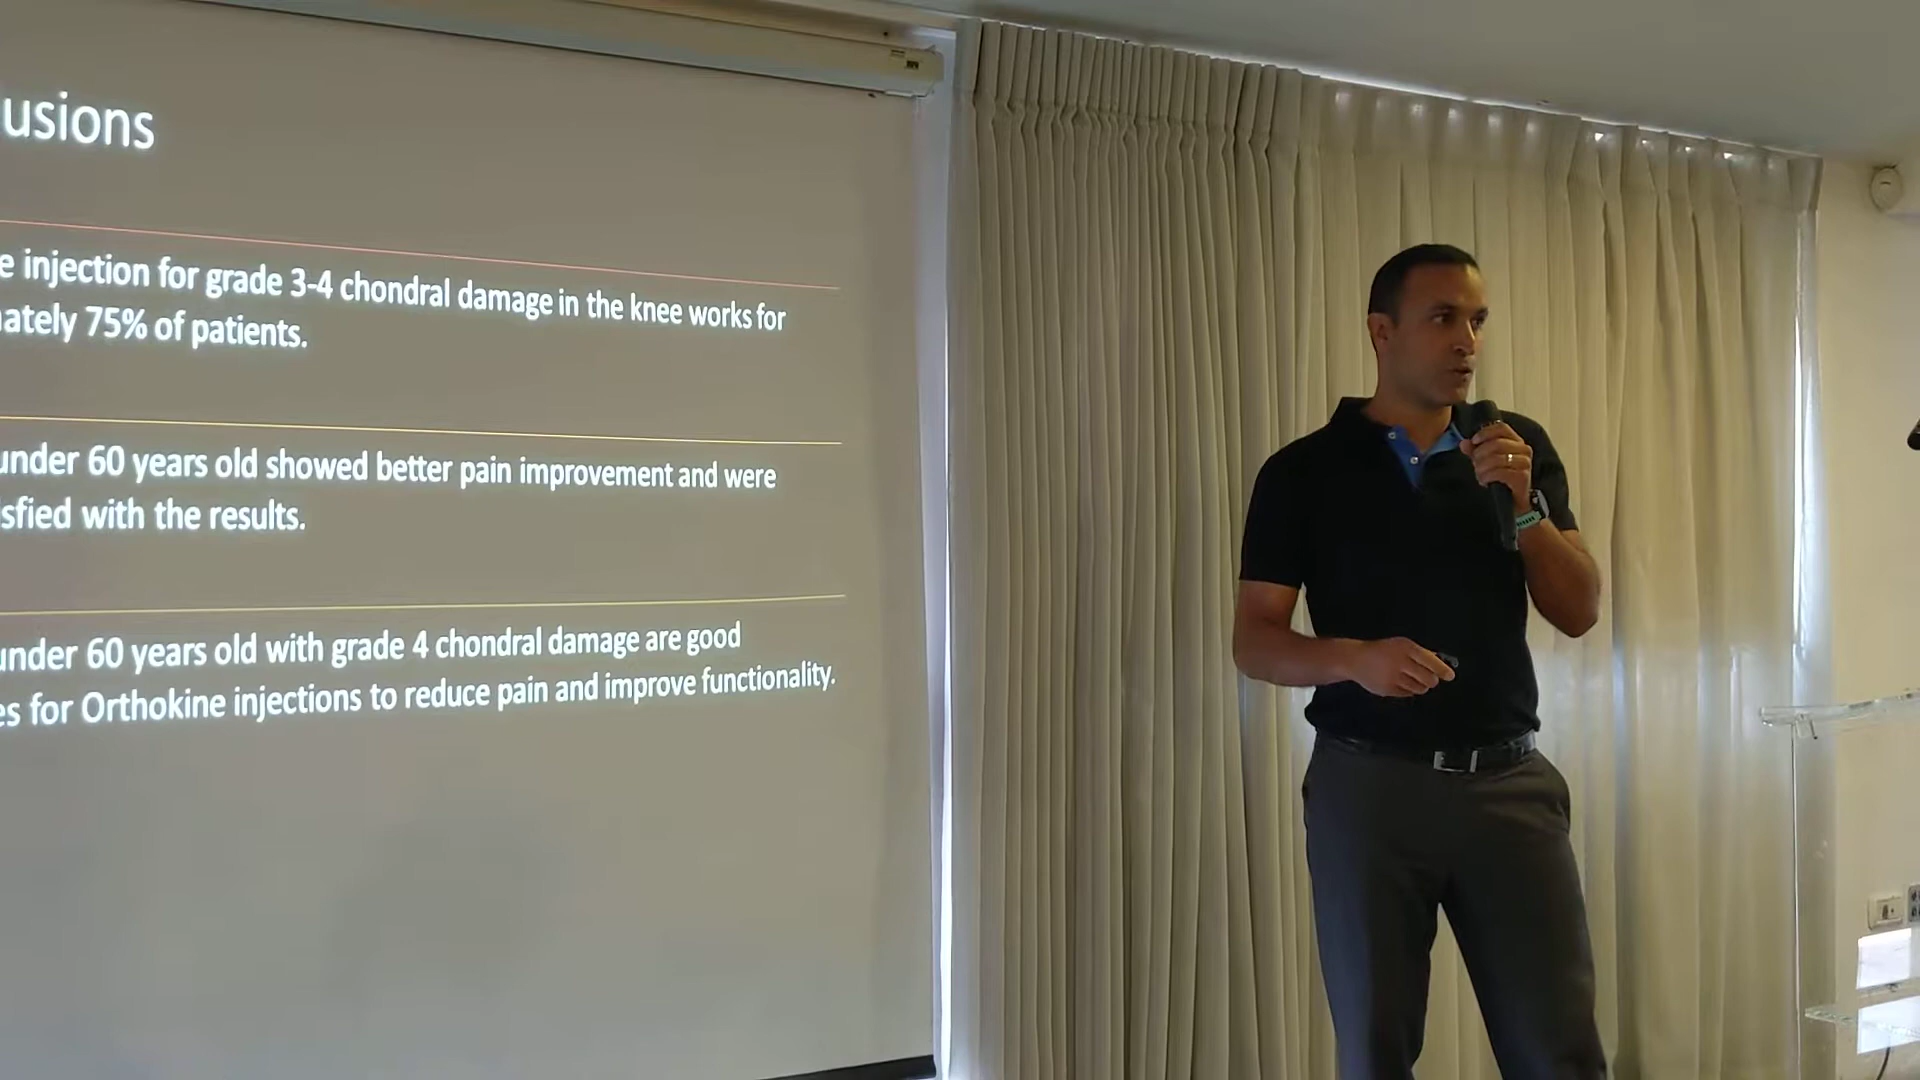 usions
e injection for grade 3-4 chondral damage in the knee works for
ately 75% of patients.
under 60 years old showed better pain improvement and were
sfied with the results.
under 60 years old with grade 4 chondral damage are good
es for Orthokine injections to reduce pain and improve functionality.